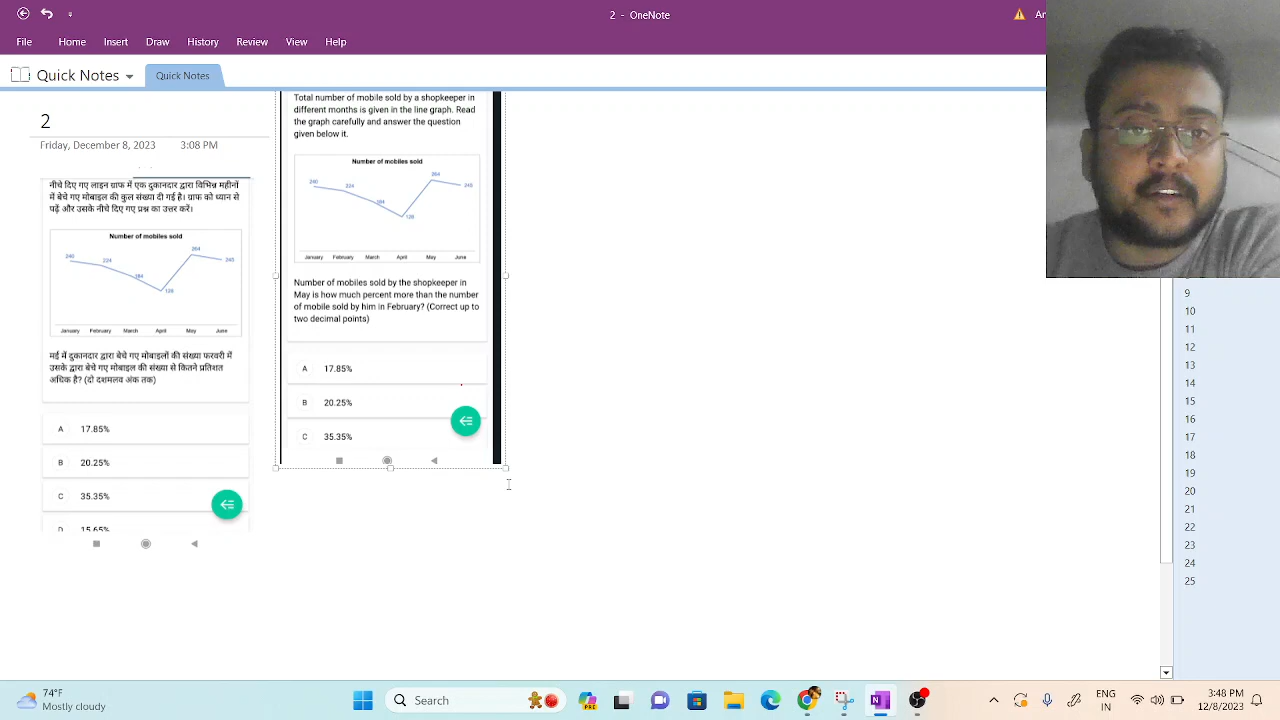 2 - OneNote
History
Review
View
Help
Quick Notes
Quick Notes
2
Friday, December 8, 2023 3:08 PM
नीचे दिए गए लाइन ग्राफ में एक दुकानदार द्वारा विभिन्न महीनों
में बेचे गए मोबाइल की कुल संख्या दी गई है। ग्राफ को ध्यान से
पढ़ें और उसके नीचे दिए गए प्रश्न का उत्तर करें।
Number of mobiles sold
240
224
184
128
264
245
January February March April May June
मई में दुकानदार द्वारा बेचे गए मोबाइलों की संख्या फरवरी में
उसके द्वारा बेचे गए मोबाइल की संख्या से कितने प्रतिशत
अधिक है? (दो दशमलव अंक तक)
A 17.85%
B 20.25%
C 35.35%
D 15.65%
Total number of mobile sold by a shopkeeper in
different months is given in the line graph. Read
the graph carefully and answer the question
given below it.
Number of mobiles sold
240
224
184
128
264
245
January February March April May June
Number of mobiles sold by the shopkeeper in
May is how much percent more than the number
of mobile sold by him in February? (Correct up to
two decimal points)
A 17.85%
B 20.25%
C 35.35%
9
10
11
12
13
14
15
16
17
18
19
20
21
22
23
24
25
74°F
Mostly cloudy
Search
ENG
3:48 PM
12/8/2023